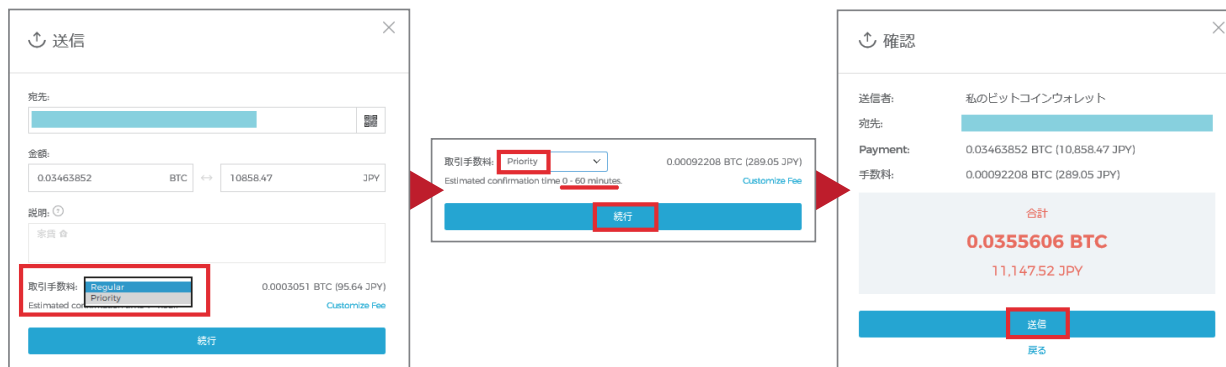 送信
宛先:
金額:
0.03463852 BTC ↔ 10858.47 JPY
説明:
家賃
取引手数料: Regular 0.0003051 BTC (95.64 JPY)
Priority
Estimated Customize Fee
続行
取引手数料: Priority 0.00092208 BTC (289.05 JPY)
Estimated confirmation time 0 - 60 minutes. Customize Fee
続行
確認
送信者: 私のビットコインウォレット
宛先:
Payment: 0.03463852 BTC (10,858.47 JPY)
手数料: 0.00092208 BTC (289.05 JPY)
合計
0.0355606 BTC
11,147.52 JPY
送信
戻る